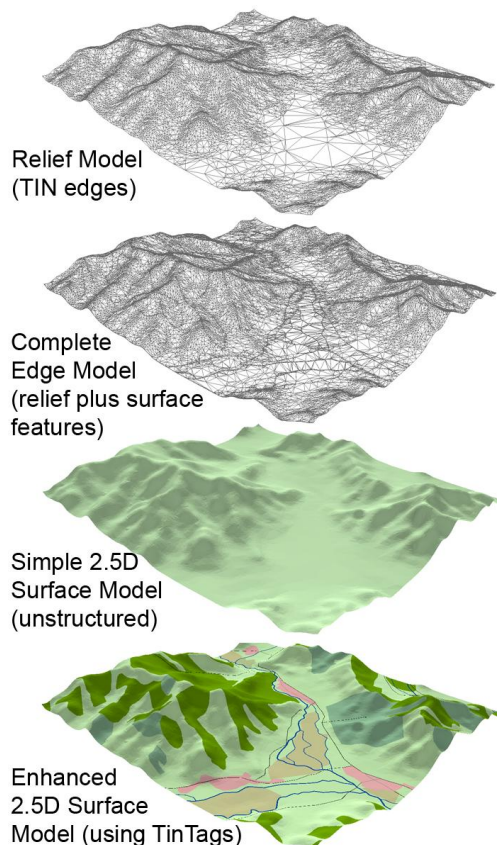 Relief Model
(TIN edges)
Complete
Edge Model
(relief plus surface
features)
Simple 2.5D
Surface Model
(unstructured)
Enhanced
2.5D Surface
Model (using TinTags)